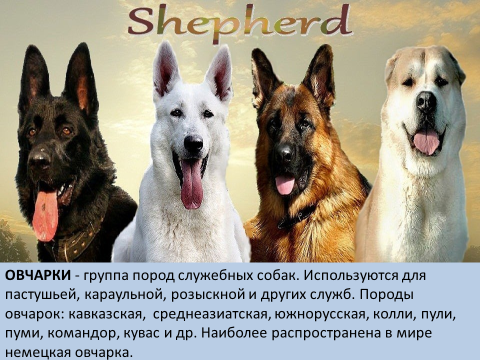 Shepherd
ОВЧАРКИ - группа пород служебных собак. Используются для
пастушьей, караульной, розыскной и других служб. Породы
овчарок: кавказская, среднеазиатская, южнорусская, колли, пули,
пуми, командор, кувас и др. Наиболее распространена в мире
немецкая овчарка.